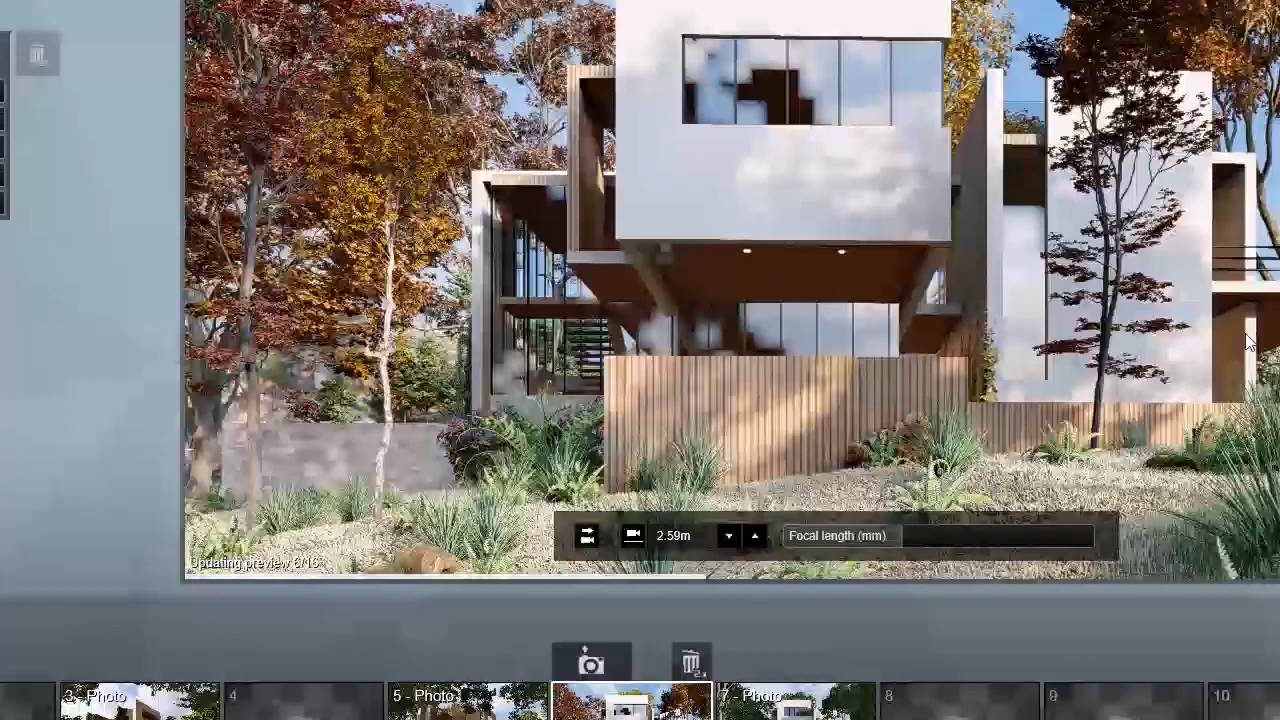 2.59m
Focal length (mm)
Updating preview 6/16
2x
3 - Photo
4
5 - Photo
7 - Photo
8
9
10